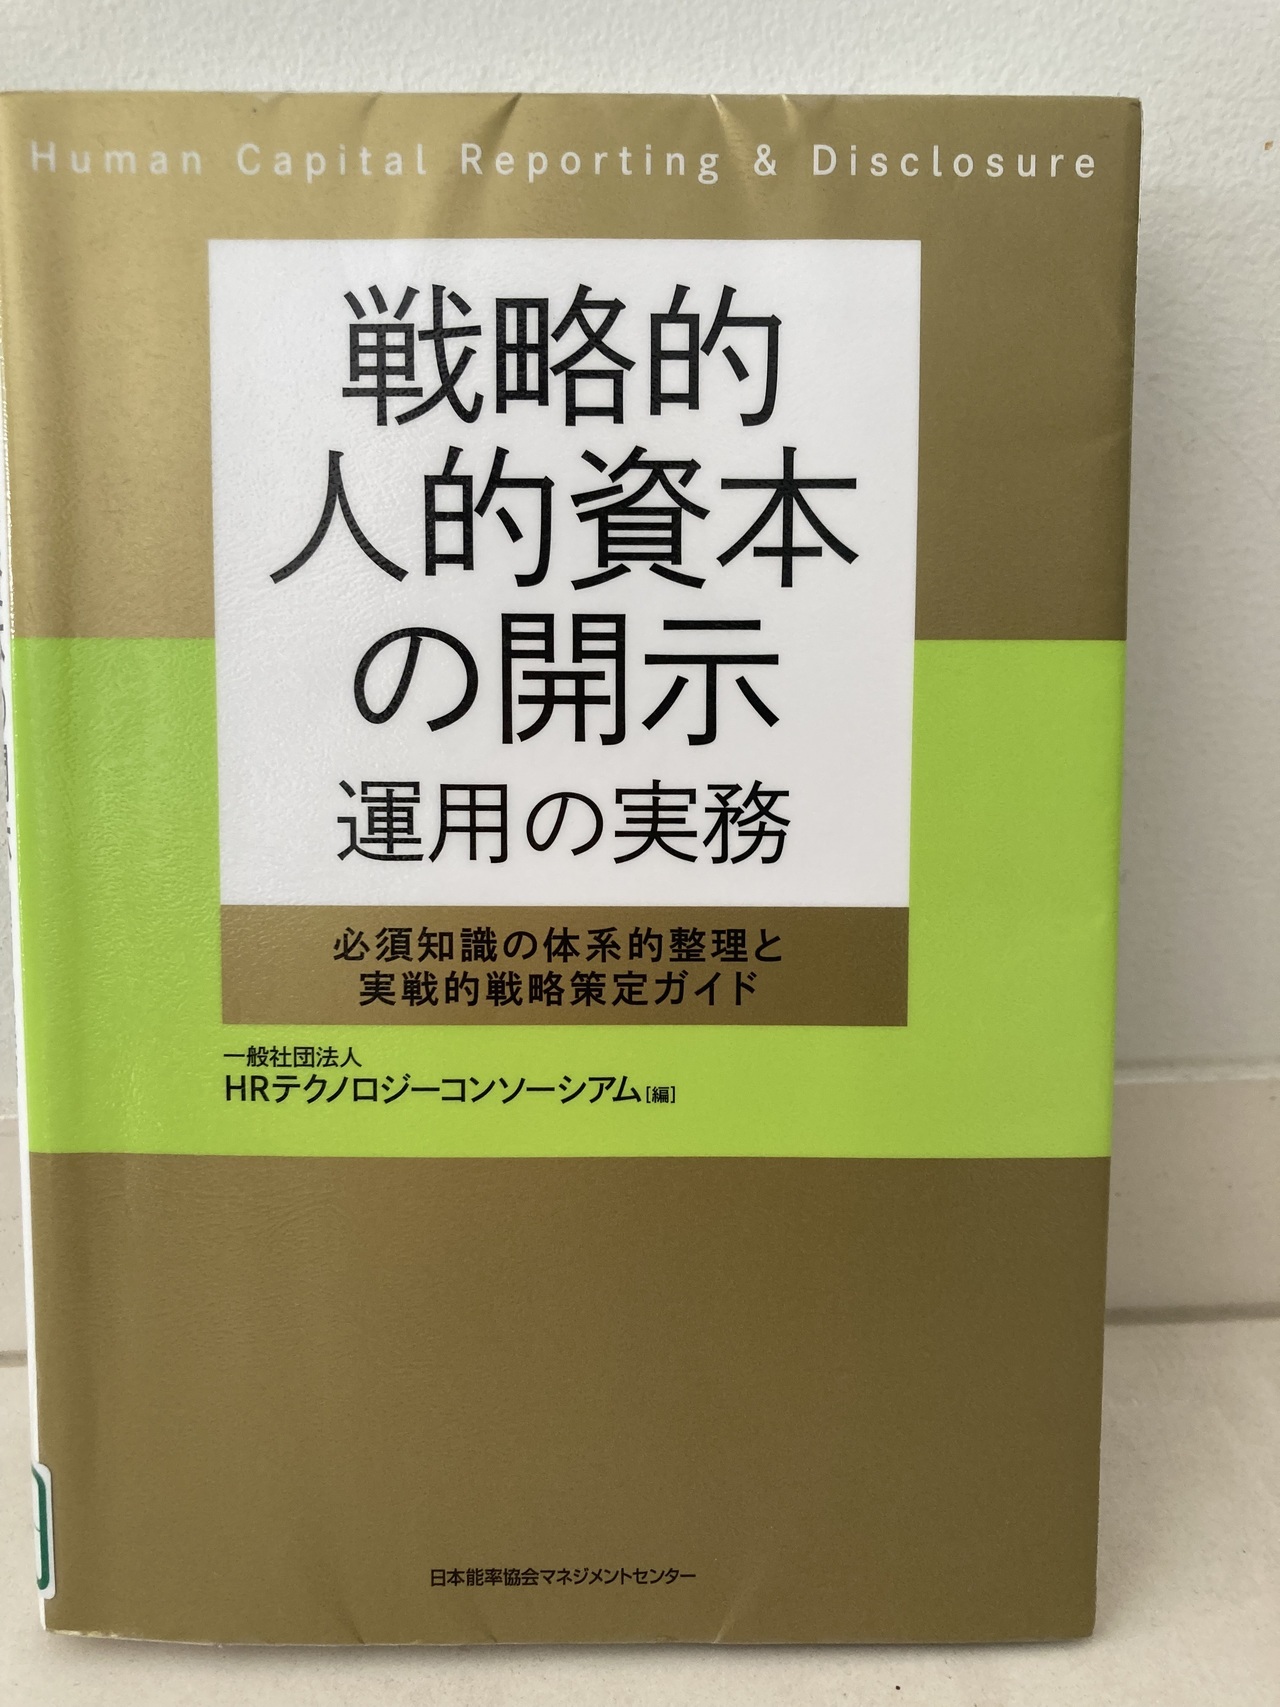 Human Capital Reporting & Disclosure
戦略的
人的資本
の開示
運用の実務
必須知識の体系的整理と
実戦的戦略策定ガイド
一般社団法人
HRテクノロジーコンソーシアム[編]
日本能率協会マネジメントセンター